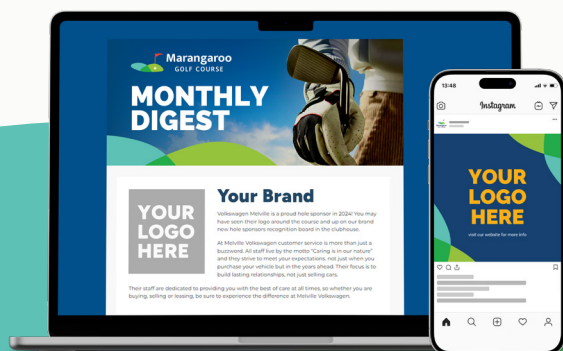 Marangaroo
GOLF COURSE
MONTHLY
DIGEST
YOUR
LOGO
HERE
Your Brand
Volkswagen Melville is a proud hole sponsor in 2024! You may
have seen their logo around the course and up on our brand
new hole sponsors recognition board in the clubhouse.
At Melville Volkswagen customer service is more than just a
buzzword. All staff live by the motto "Caring is in our nature"
and they strive to meet your expectations, not just when you
purchase your vehicle but in the years ahead. Their focus is to
build lasting relationships, not just selling cars.
Their staff are dedicated to providing you with the best of care at all times, so whether you are
buying, selling or leasing, be sure to experience the difference at Melville Volkswagen.
13:48
Instagram
YOUR
LOGO
HERE
visit our website for more info